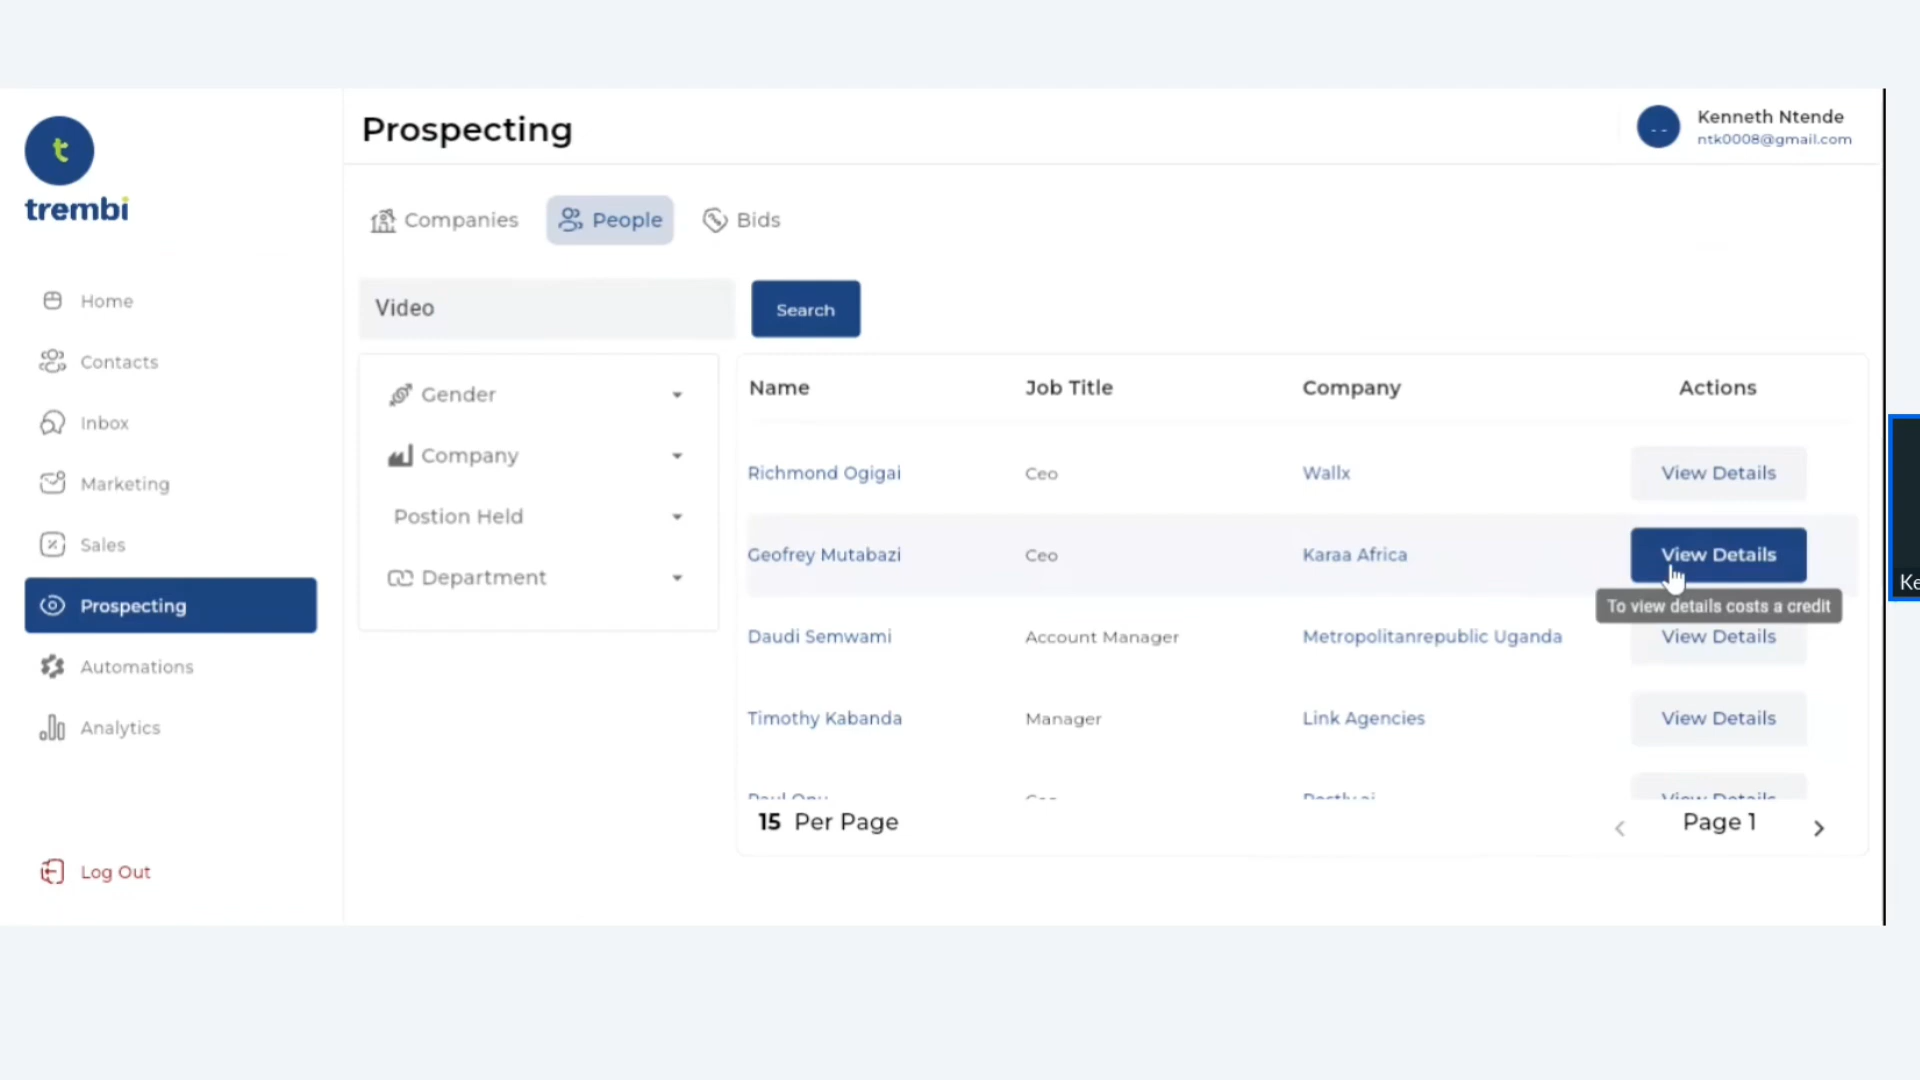 Prospecting
Kenneth Ntende
ntk0008@gmail.com
t
trembi
Home
Contacts
Inbox
Marketing
Sales
Prospecting
Automations
Analytics
Log Out
Companies
People
Bids
Video
Search
Gender
Company
Postion Held
Department
Name Job Title Company Actions
Richmond Ogigai Ceo Wallx View Details
Geofrey Mutabazi Ceo Karaa Africa View Details
To view details costs a credit
Daudi Semwami Account Manager Metropolitanrepublic Uganda View Details
Timothy Kabanda Manager Link Agencies View Details
View Details
15 Per Page
Page 1
Ke